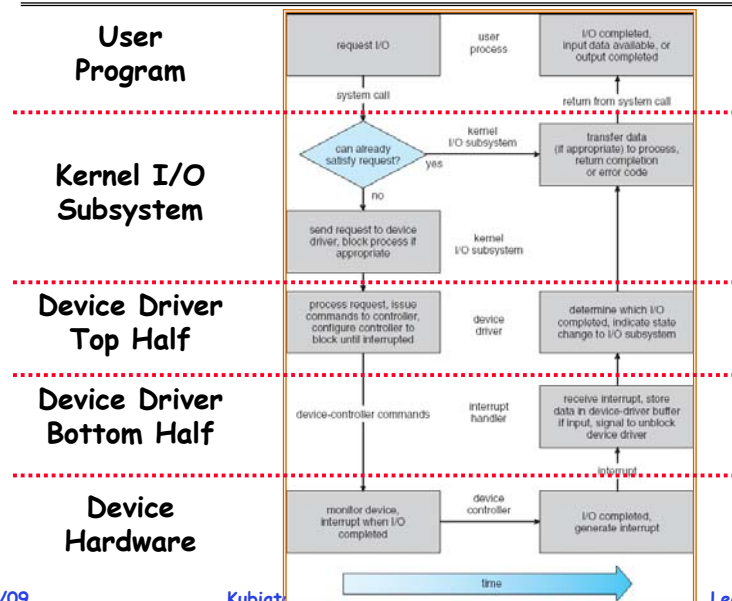 User
Program
request I/O
user
process
I/O completed,
input data available, or
output completed
system call
return from system call
Kernel I/O
Subsystem
can already
satisfy request?
yes
no
kernel
I/O subsystem
transfer data
(if appropriate) to process,
return completion
or error code
send request to device
driver, block process if
appropriate
kernel
I/O subsystem
Device Driver
Top Half
process request, issue
commands to controller,
configure controller to
block until interrupted
device
driver
determine which I/O
completed, indicate state
change to I/O subsystem
Device Driver
Bottom Half
device-controller commands
interrupt
handler
receive interrupt, store
data in device-driver buffer
if input, signal to unblock
device driver
interrupt
Device
Hardware
monitor device,
interrupt when I/O
completed
device
controller
I/O completed,
generate interrupt
time
/09